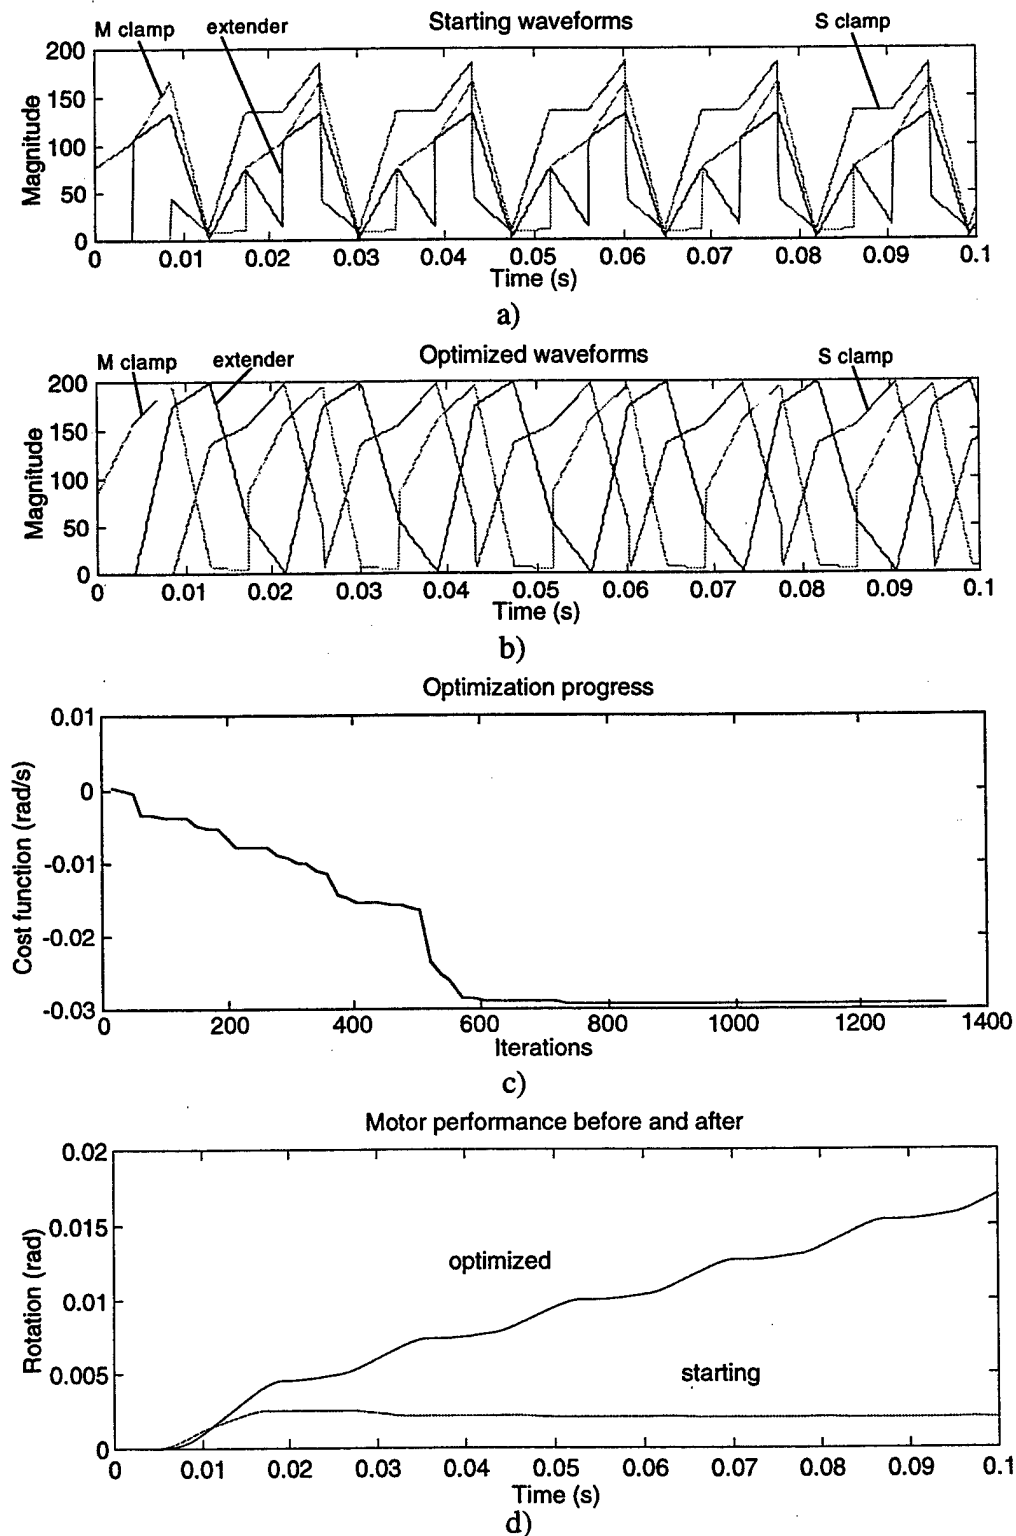 Starting waveforms
M clamp extender S clamp
200
150
100
50
0
Magnitude
0 0.01 0.02 0.03 0.04 0.05 0.06 0.07 0.08 0.09 0.1
Time (s)
a)
Optimized waveforms
M clamp extender S clamp
200
150
100
50
0
Magnitude
0 0.01 0.02 0.03 0.04 0.05 0.06 0.07 0.08 0.09 0.1
Time (s)
b)
Optimization progress
0.01
0
-0.01
-0.02
-0.03
Cost function (rad/s)
0 200 400 600 800 1000 1200 1400
Iterations
c)
Motor performance before and after
0.02
0.015
0.01
0.005
0
Rotation (rad)
optimized
starting
0 0.01 0.02 0.03 0.04 0.05 0.06 0.07 0.08 0.09 0.1
Time (s)
d)